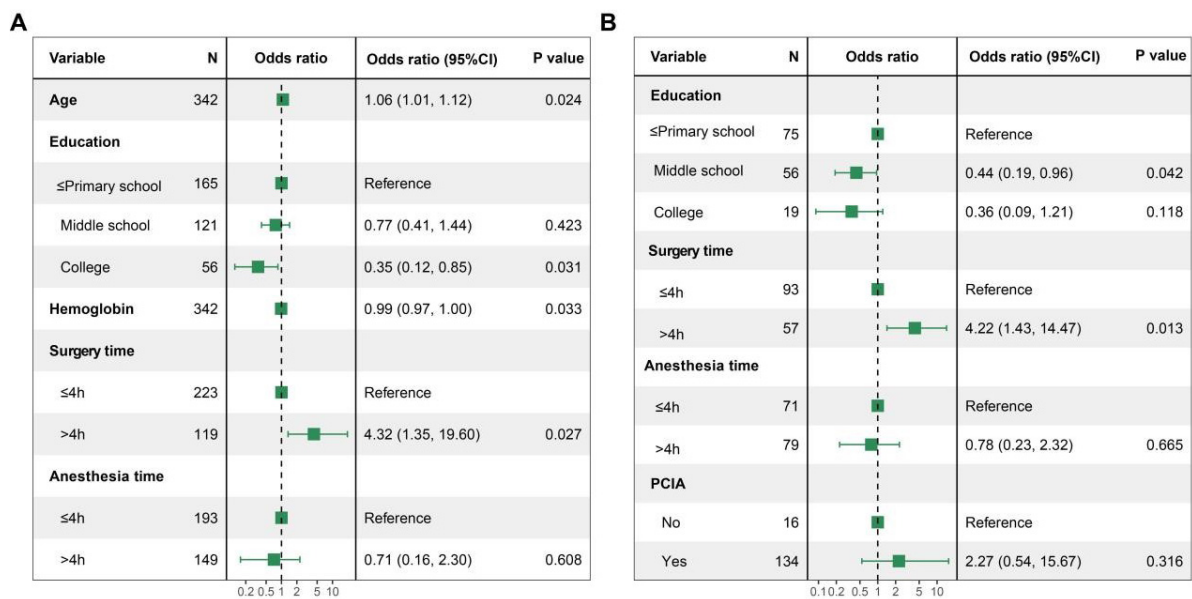 A
Variable N Odds ratio Odds ratio (95%CI) P value
Age 342 1.06 (1.01, 1.12) 0.024
Education
≤Primary school 165 Reference
Middle school 121 0.77 (0.41, 1.44) 0.423
College 56 0.35 (0.12, 0.85) 0.031
Hemoglobin 342 0.99 (0.97, 1.00) 0.033
Surgery time
≤4h 223 Reference
>4h 119 4.32 (1.35, 19.60) 0.027
Anesthesia time
≤4h 193 Reference
>4h 149 0.71 (0.16, 2.30) 0.608
0.2 0.5 1 2 5 10
B
Variable N Odds ratio Odds ratio (95%CI) P value
Education
≤Primary school 75 Reference
Middle school 56 0.44 (0.19, 0.96) 0.042
College 19 0.36 (0.09, 1.21) 0.118
Surgery time
≤4h 93 Reference
>4h 57 4.22 (1.43, 14.47) 0.013
Anesthesia time
≤4h 71 Reference
>4h 79 0.78 (0.23, 2.32) 0.665
PCIA
No 16 Reference
Yes 134 2.27 (0.54, 15.67) 0.316
0.10.2 0.5 1 2 5 10